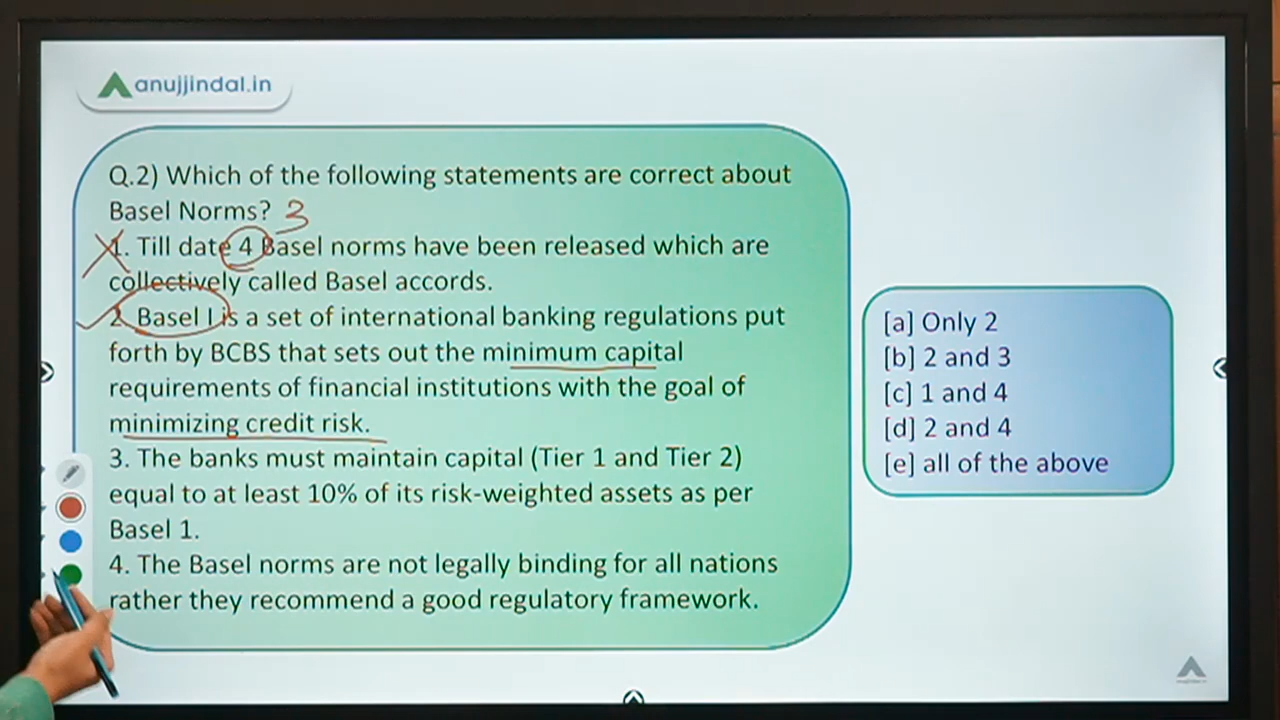 anujjindal.in
Q.2) Which of the following statements are correct about
Basel Norms? 3
1. Till date 4 Basel norms have been released which are
collectively called Basel accords.
2. Basel I is a set of international banking regulations put
forth by BCBS that sets out the minimum capital
requirements of financial institutions with the goal of
minimizing credit risk.
3. The banks must maintain capital (Tier 1 and Tier 2)
equal to at least 10% of its risk-weighted assets as per
Basel 1.
4. The Basel norms are not legally binding for all nations
rather they recommend a good regulatory framework.
[a] Only 2
[b] 2 and 3
[c] 1 and 4
[d] 2 and 4
[e] all of the above